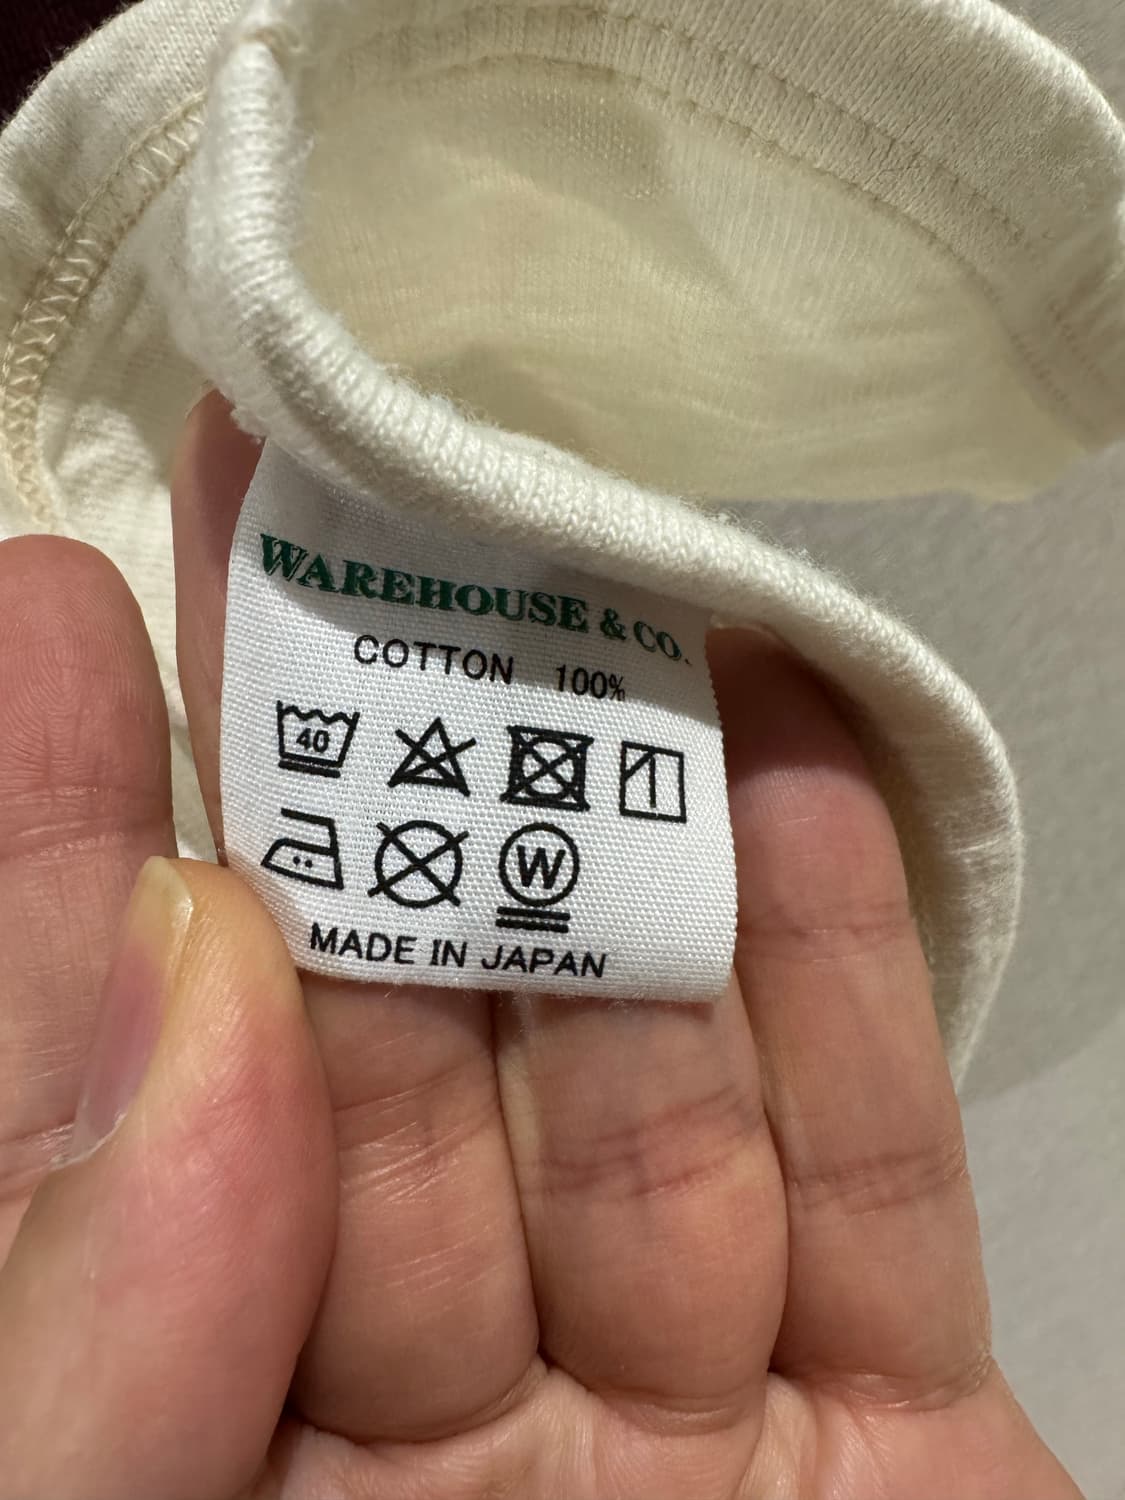 WAREHOUSE & CO.
COTTON 100%
40
W
MADE IN JAPAN